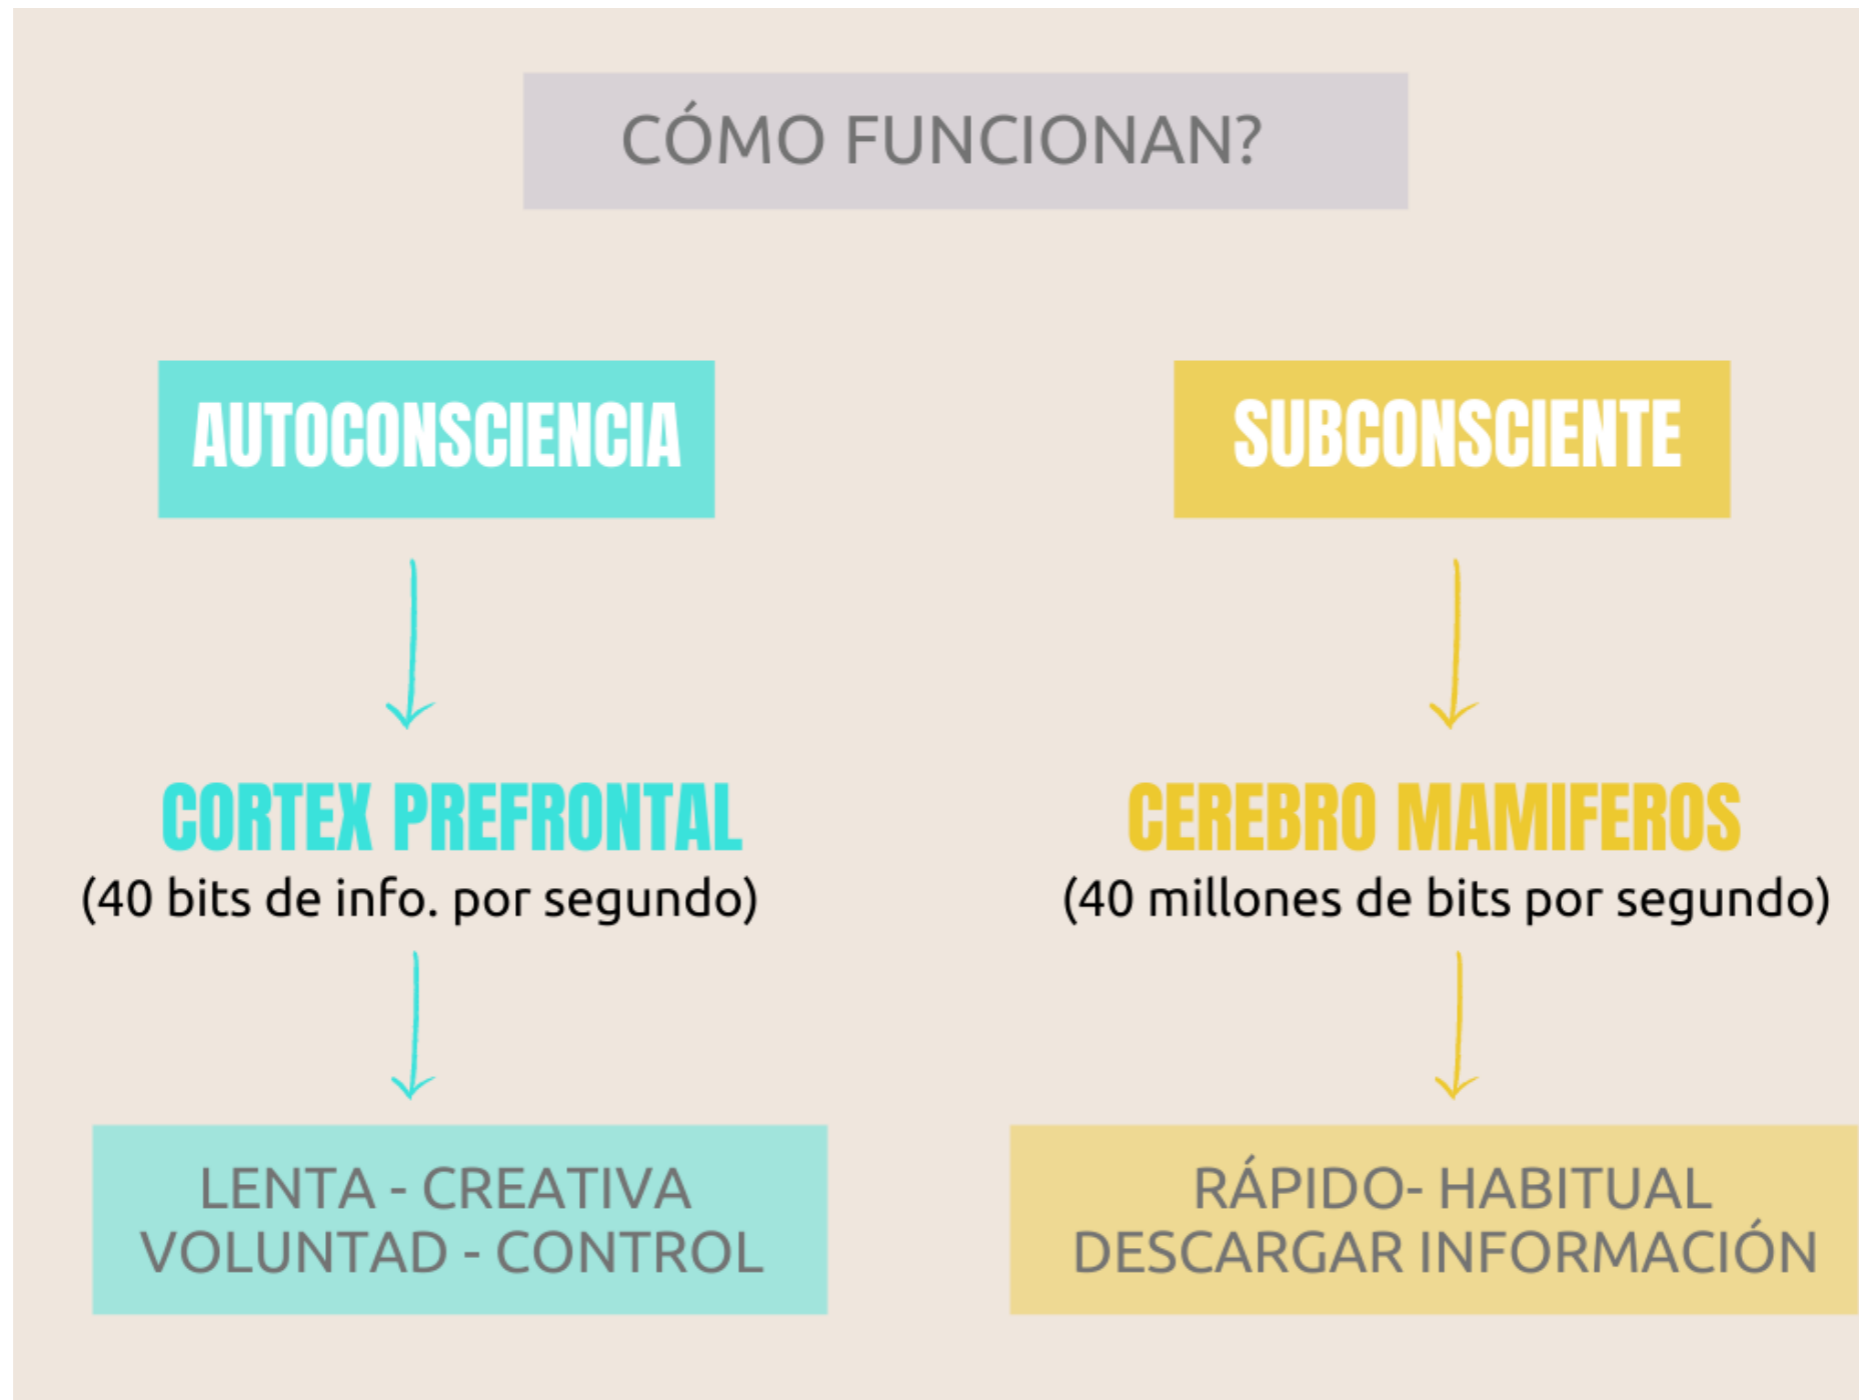 CÓMO FUNCIONAN?
AUTOCONSCIENCIA
CORTEX PREFRONTAL
(40 bits de info. por segundo)
LENTA - CREATIVA
VOLUNTAD - CONTROL
SUBCONSCIENTE
CEREBRO MAMIFEROS
(40 millones de bits por segundo)
RÁPIDO- HABITUAL
DESCARGAR INFORMACIÓN